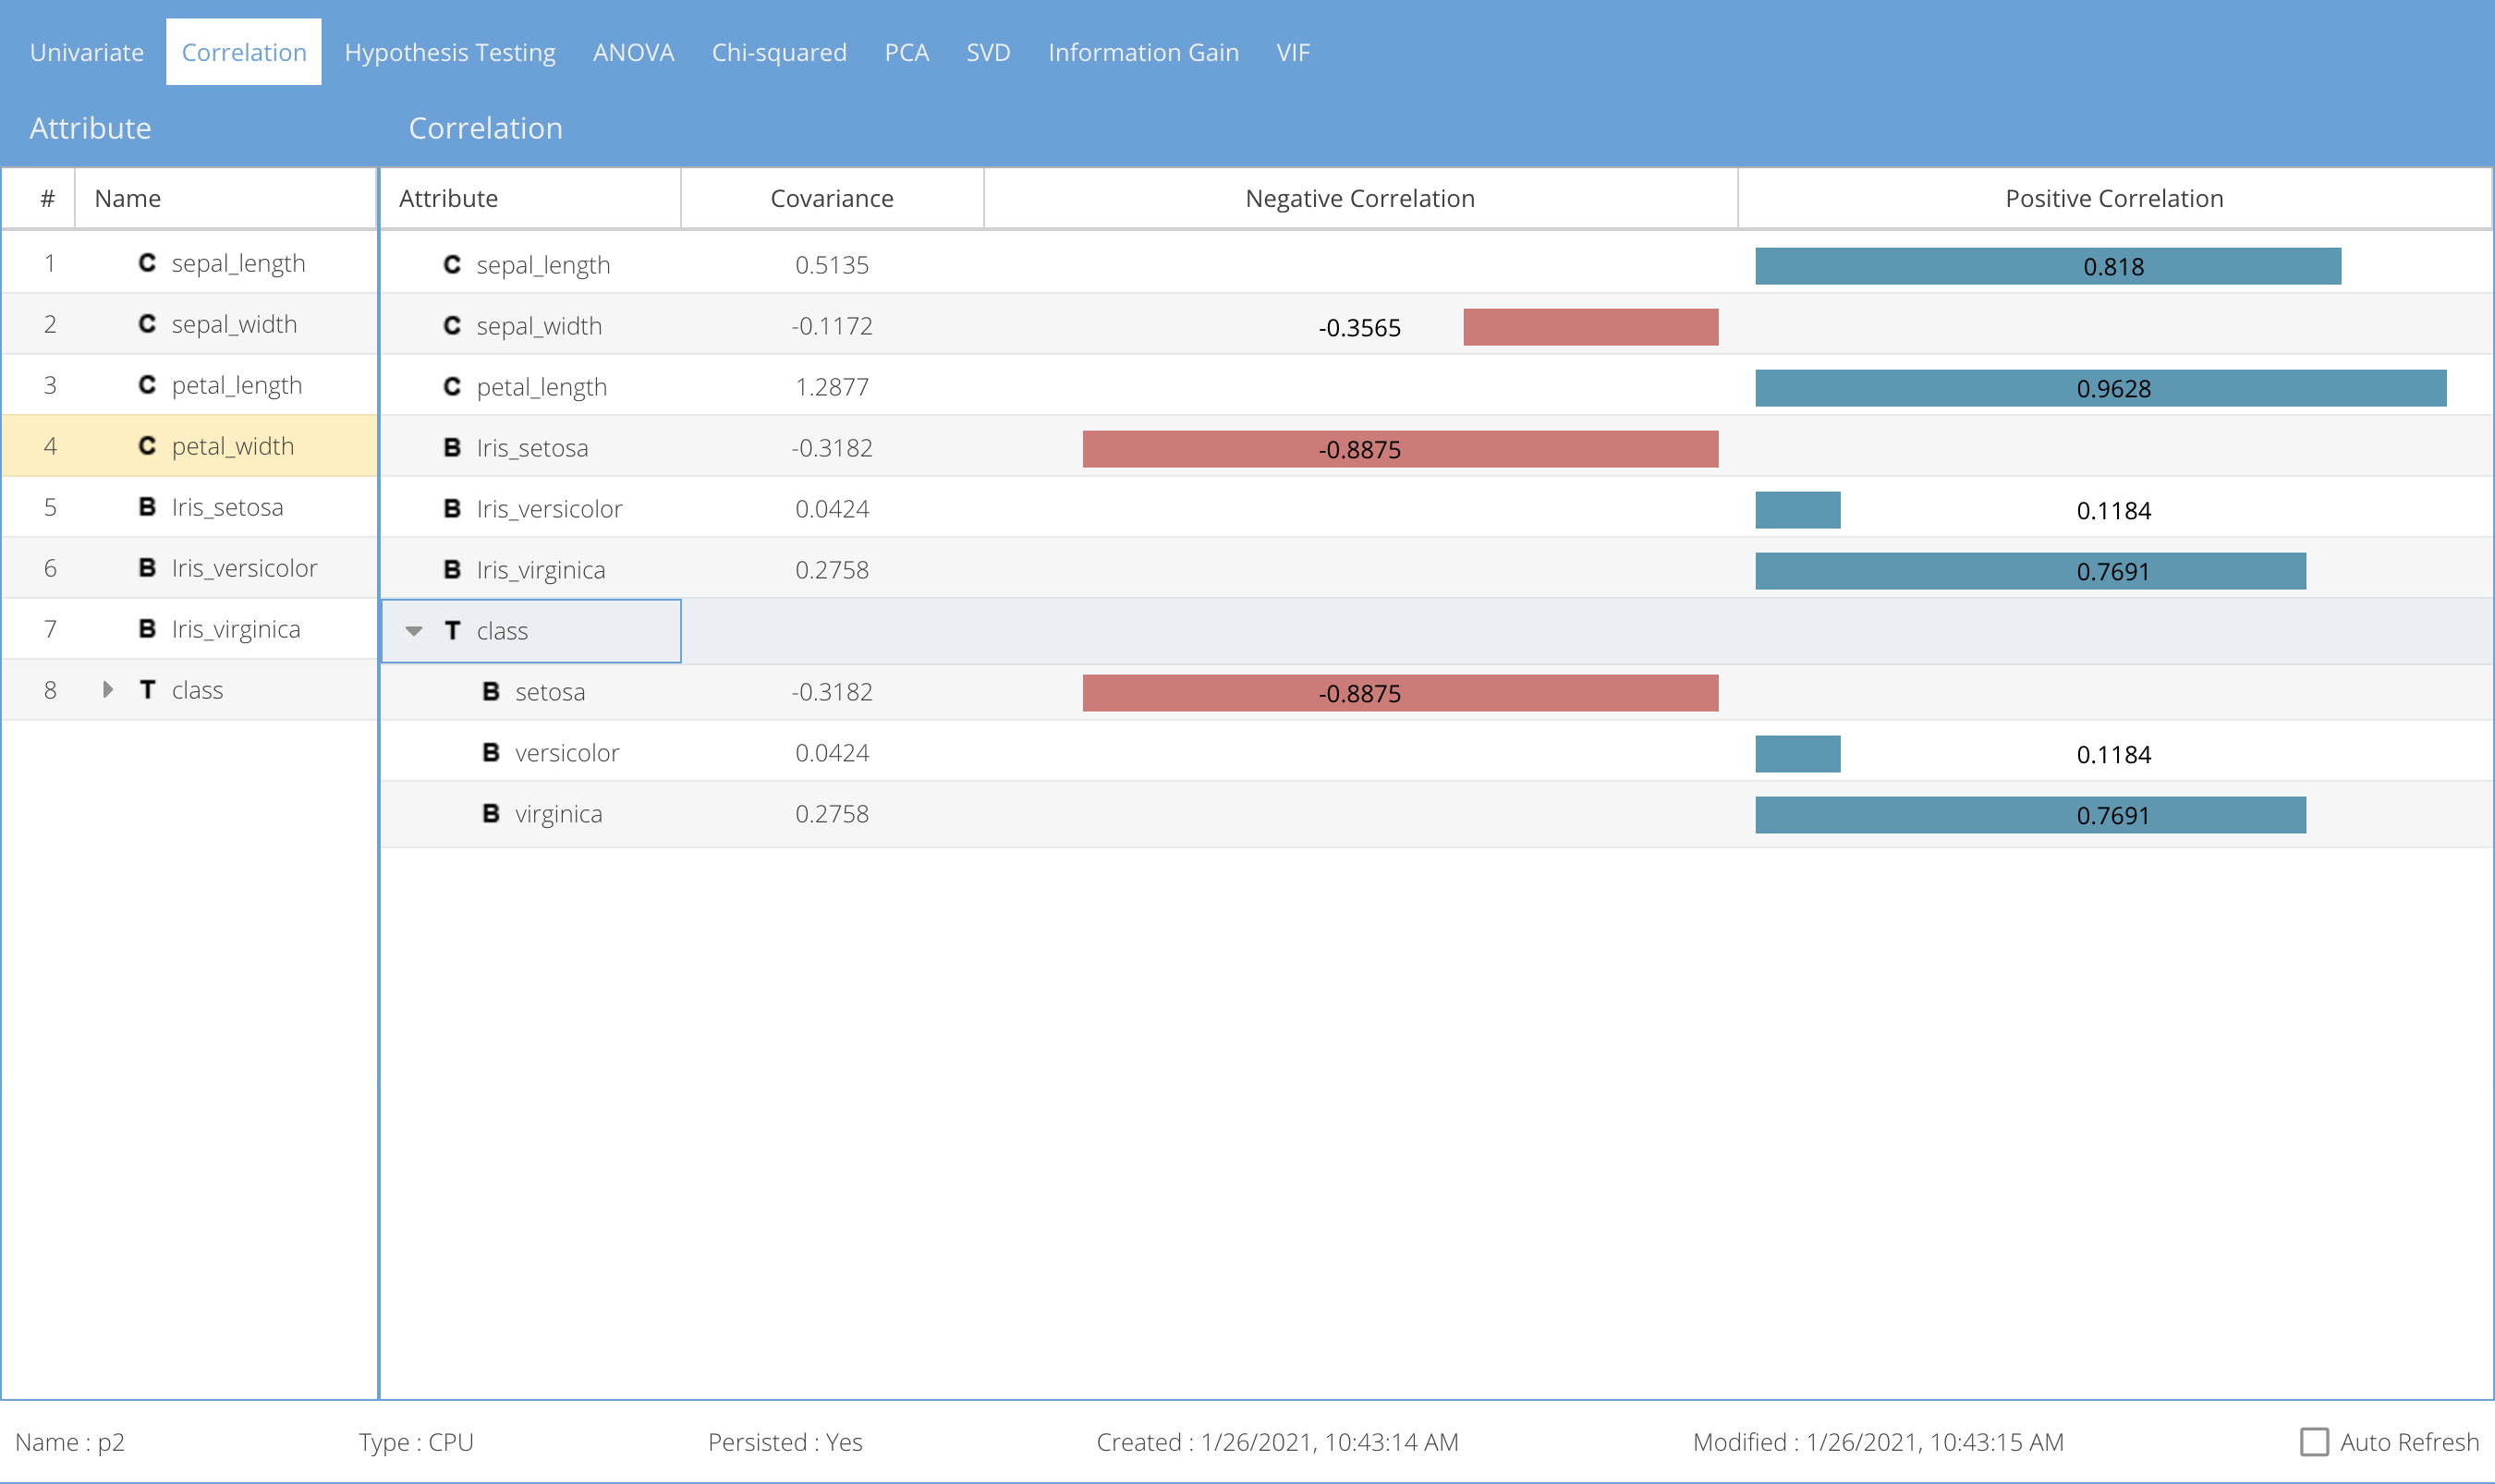 Univariate Correlation Hypothesis Testing ANOVA Chi-squared PCA SVD Information Gain VIF
Attribute Correlation
# Name Attribute Covariance Negative Correlation Positive Correlation
1 C sepal_length C sepal_length 0.5135 0.818
2 C sepal_width C sepal_width -0.1172 -0.3565
3 C petal_length C petal_length 1.2877 0.9628
4 C petal_width B Iris_setosa -0.3182 -0.8875
5 B Iris_setosa B Iris_versicolor 0.0424 0.1184
6 B Iris_versicolor B Iris_virginica 0.2758 0.7691
7 B Iris_virginica T class
8 T class B setosa -0.3182 -0.8875
B versicolor 0.0424 0.1184
B virginica 0.2758 0.7691
Name : p2 Type : CPU Persisted : Yes Created : 1/26/2021, 10:43:14 AM Modified : 1/26/2021, 10:43:15 AM Auto Refresh